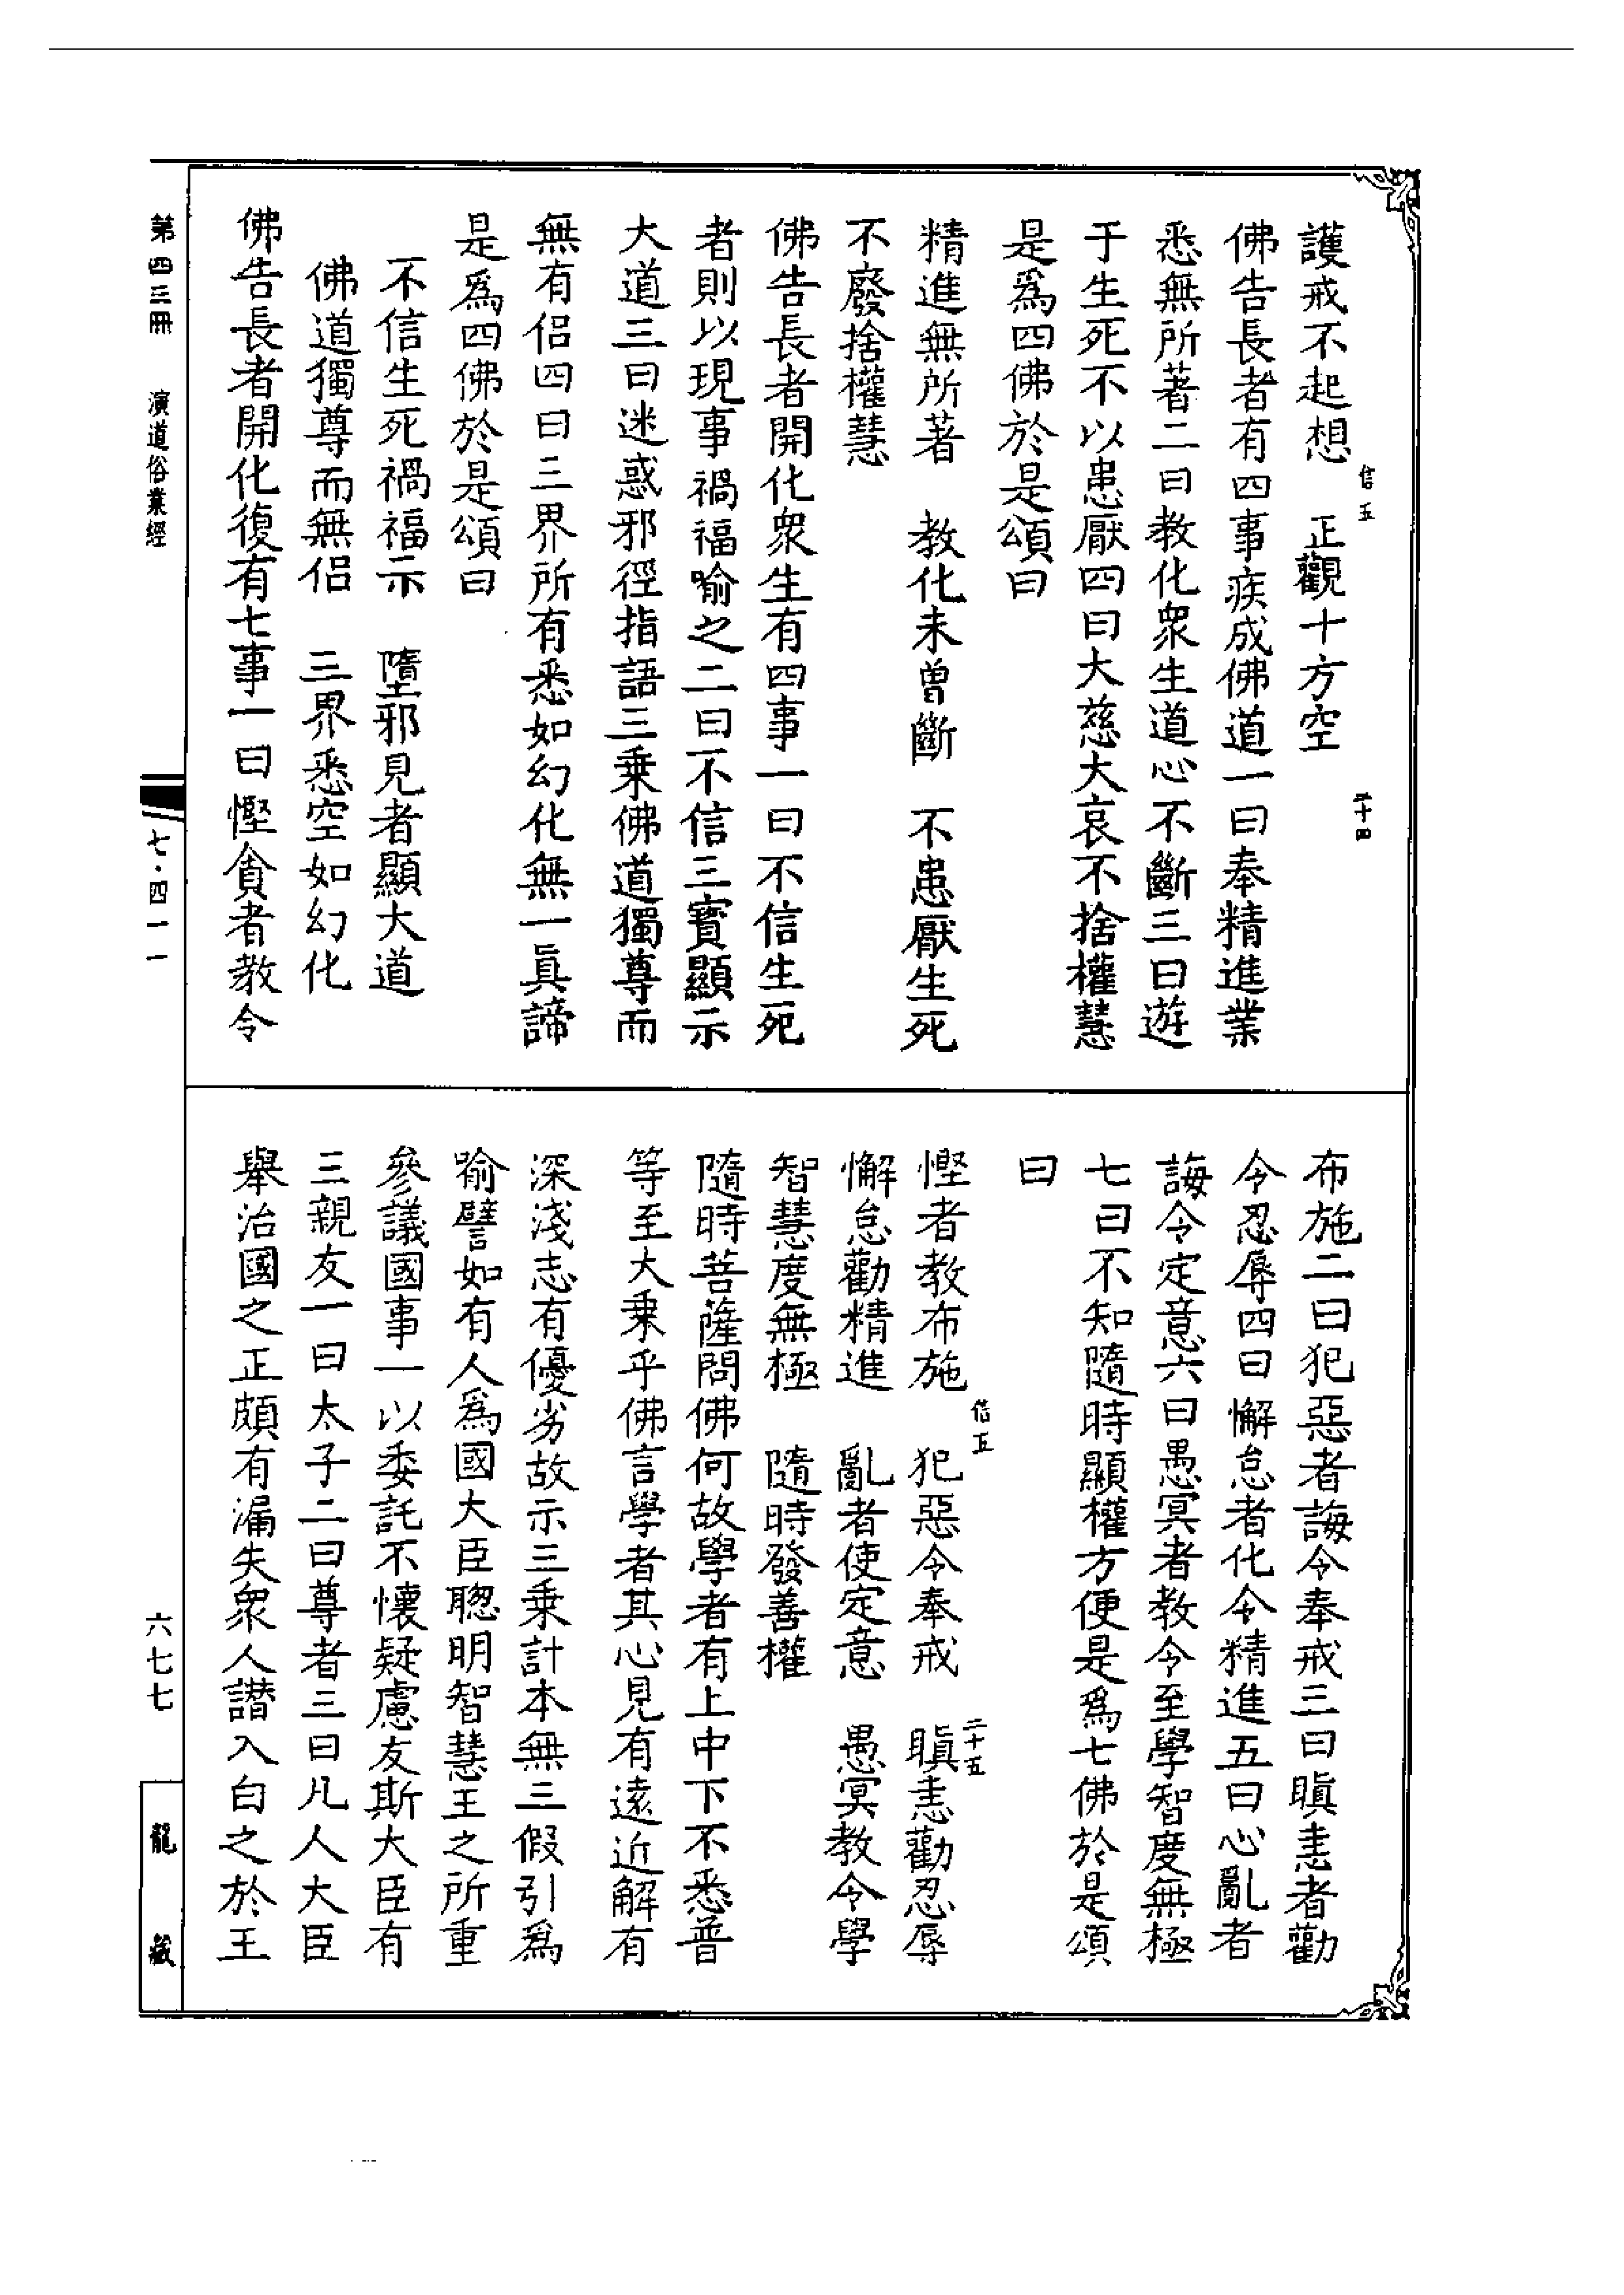 護戒不起想　正觀十方空
信五
二十四
佛告長者有四事疾成佛道一曰奉精進業
悉無所著二曰教化衆生道心不斷三曰遊
于生死不以患厭四曰大慈大哀不捨權慧
是爲四佛於是頌曰
精進無所著　教化未曾斷　不患厭生死
不廢捨權慧
佛告長者開化衆生有四事一曰不信生死
者則以現事禍福喻之二曰不信三寳顯示
大道三曰迷惑邪徑指語三乗佛道獨尊而
無有侣四曰三界所有悉如幻化無一眞諦
是爲四佛於是頌曰
不信生死禍福示　墮邪見者顯大道
佛道獨尊而無侣　三界悉空如幻化
佛告長者開化復有七事一曰慳貪者教令
布施二曰犯惡者誨令奉戒三曰瞋恚者勸
令忍辱四曰懈怠者化令精進五曰心亂者
誨令定意六曰愚冥者教令至學智度無極
七曰不知隨時顯權方便是爲七佛於是頌
曰
慳者教布施　犯惡令奉戒　瞋恚勸忍辱
信五
二十五
懈怠勸精進　亂者使定意　愚冥教令學
智慧度無極　隨時發善權
隨時菩薩問佛何故學者有上中下不悉普
等至大乗乎佛言學者其心見有遠近解有
深淺志有優劣故示三乗計本無三假引爲
喻譬如有人爲國大臣聦明智慧王之所重
參議國事一以委託不懷疑慮友斯大臣有
三親友一曰太子二曰尊者三曰凡人大臣
舉治國之正頗有漏失衆人譖入白之於王
第四三冊　演道俗業經
七·四一一
六七七
龍藏